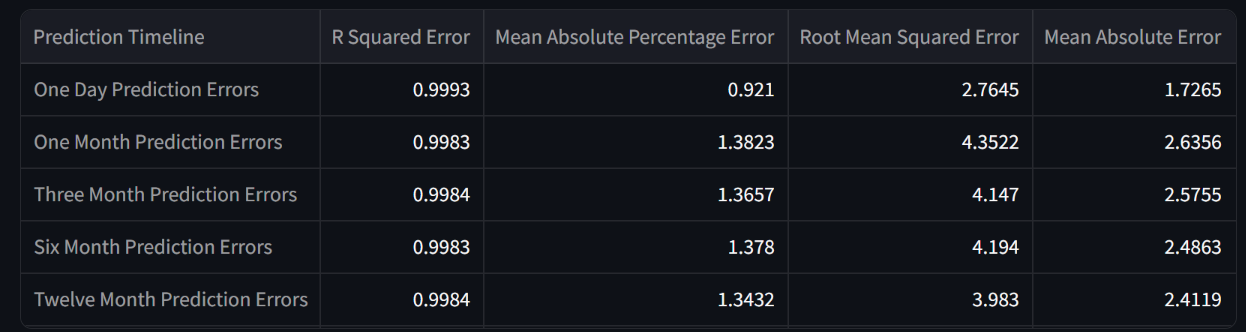 Prediction Timeline R Squared Error Mean Absolute Percentage Error Root Mean Squared Error Mean Absolute Error
One Day Prediction Errors 0.9993 0.921 2.7645 1.7265
One Month Prediction Errors 0.9983 1.3823 4.3522 2.6356
Three Month Prediction Errors 0.9984 1.3657 4.147 2.5755
Six Month Prediction Errors 0.9983 1.378 4.194 2.4863
Twelve Month Prediction Errors 0.9984 1.3432 3.983 2.4119